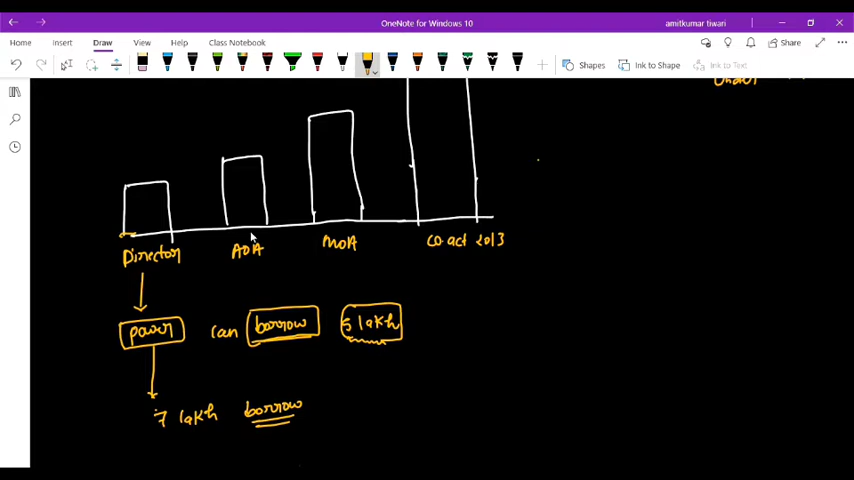 OneNote for Windows 10
amitkumar tiwari
Home Insert Draw View Help Class Notebook
Share
Shapes Ink to Shape Ink to Text
Director AOA MOA co.act 2013
power can borrow 5 lakh
7 lakh borrow